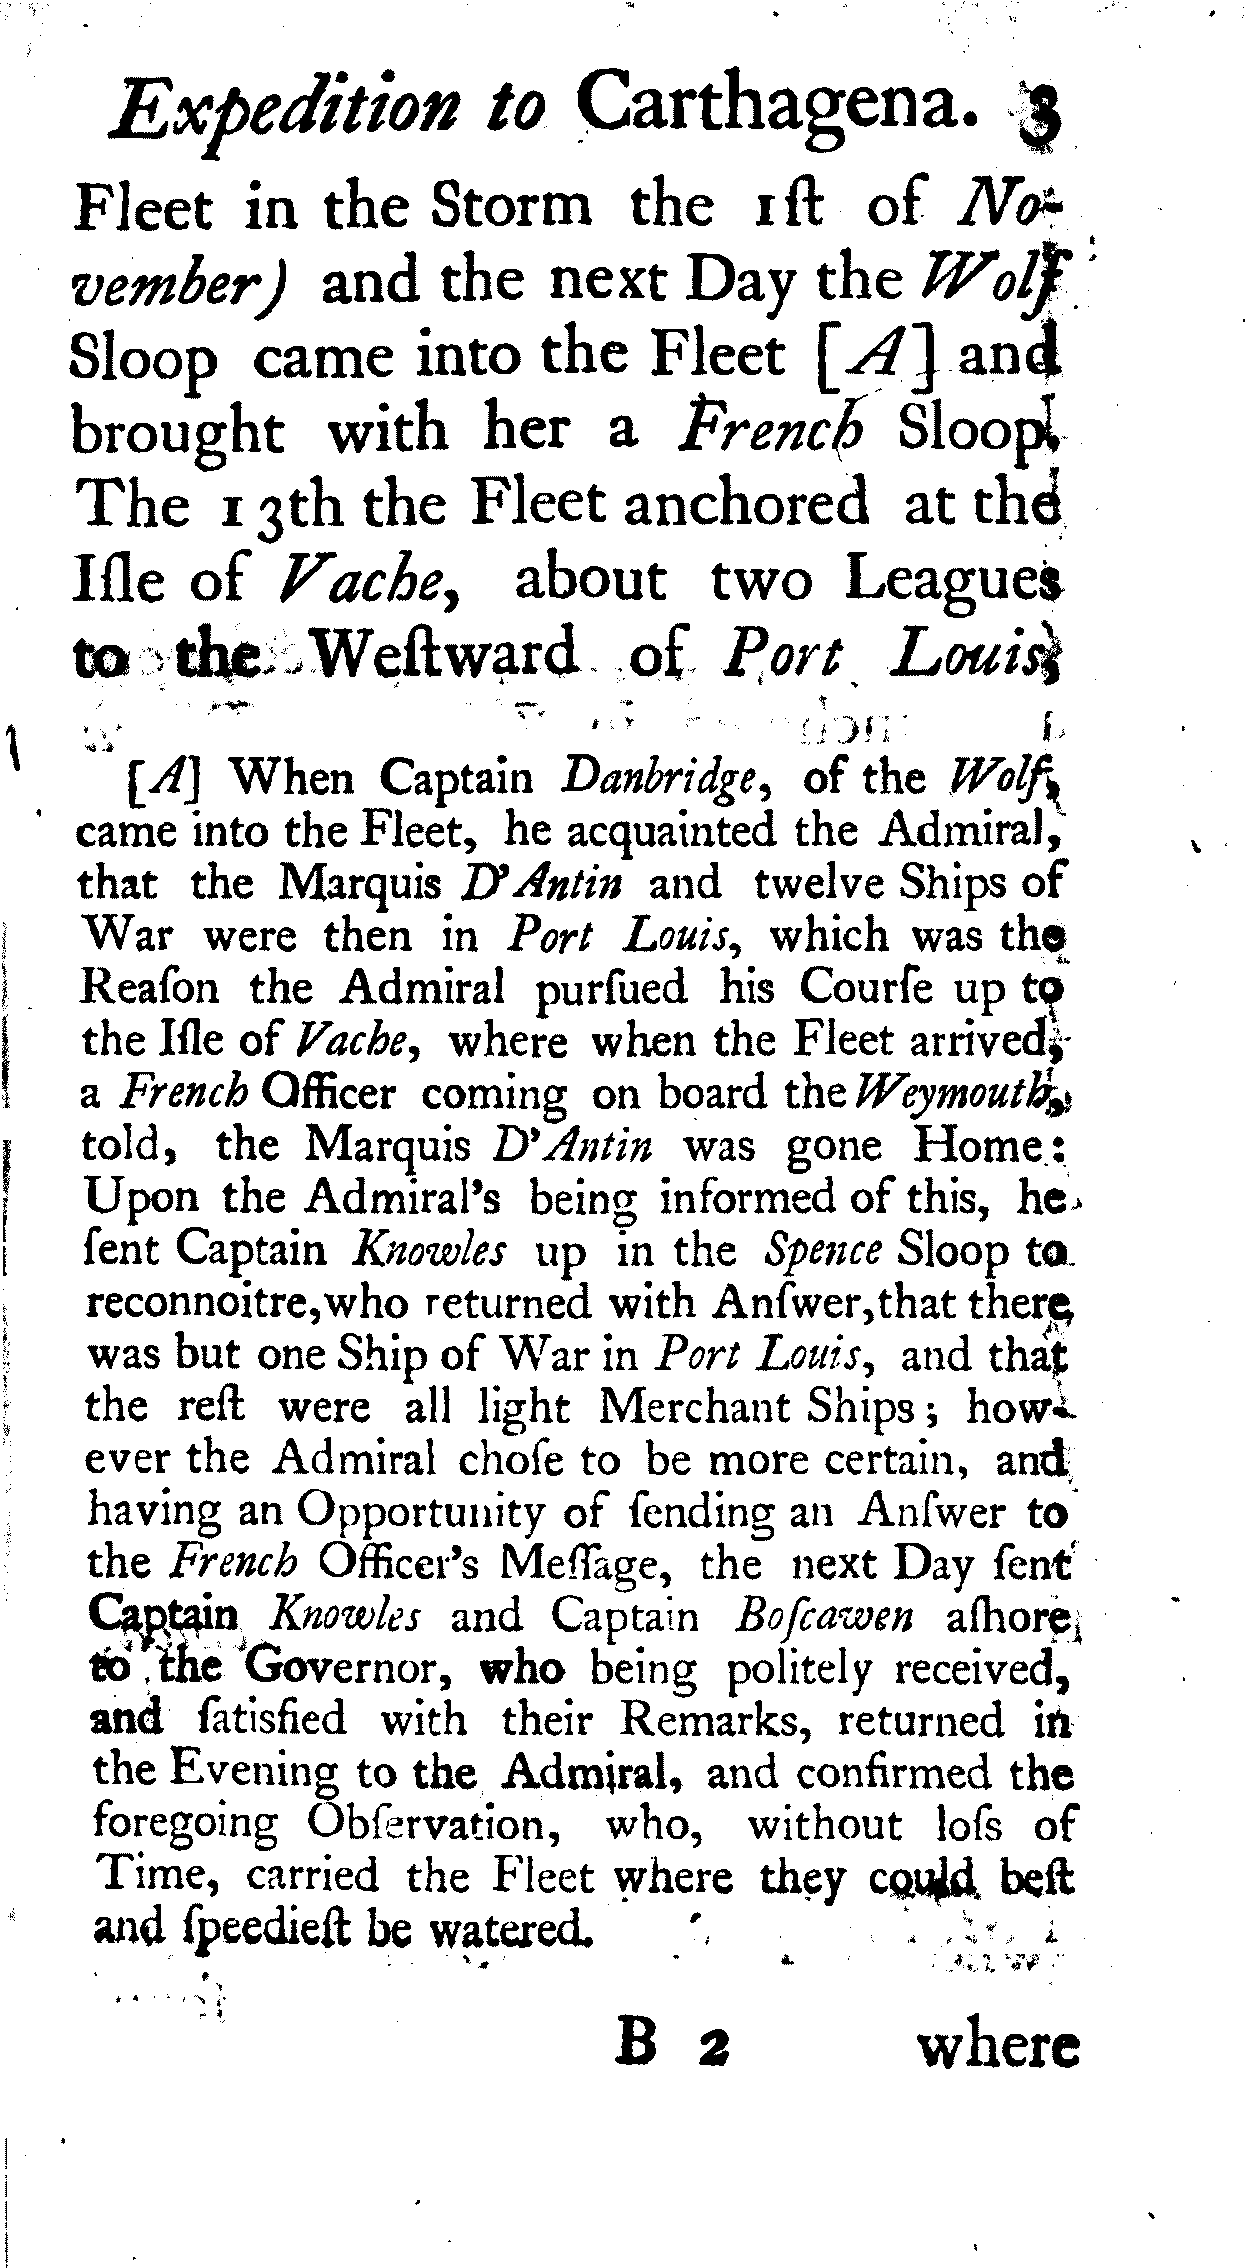 Expedition to Carthagena. 3
Fleet in the Storm the 1ſt of No-
vember) and the next Day the Wolf
Sloop came into the Fleet [A] and
brought with her a French Sloop.
The 13th the Fleet anchored at the
Iſle of Vache, about two Leagues
to the Weſtward of Port Louis,
[A] When Captain Danbridge, of the Wolf,
came into the Fleet, he acquainted the Admiral,
that the Marquis D'Antin and twelve Ships of
War were then in Port Louis, which was the
Reaſon the Admiral purſued his Courſe up to
the Iſle of Vache, where when the Fleet arrived,
a French Officer coming on board the Weymouth,
told, the Marquis D'Antin was gone Home:
Upon the Admiral's being informed of this, he
ſent Captain Knowles up in the Spence Sloop to
reconnoitre,who returned with Anſwer,that there
was but one Ship of War in Port Louis, and that
the reſt were all light Merchant Ships; how-
ever the Admiral choſe to be more certain, and
having an Opportunity of ſending an Anſwer to
the French Officer's Meſſage, the next Day ſent
Captain Knowles and Captain Boſcawen aſhore
to the Governor, who being politely received,
and ſatisfied with their Remarks, returned in
the Evening to the Admiral, and confirmed the
foregoing Obſervation, who, without loſs of
Time, carried the Fleet where they could beſt
and ſpeedieſt be watered.
B 2 where